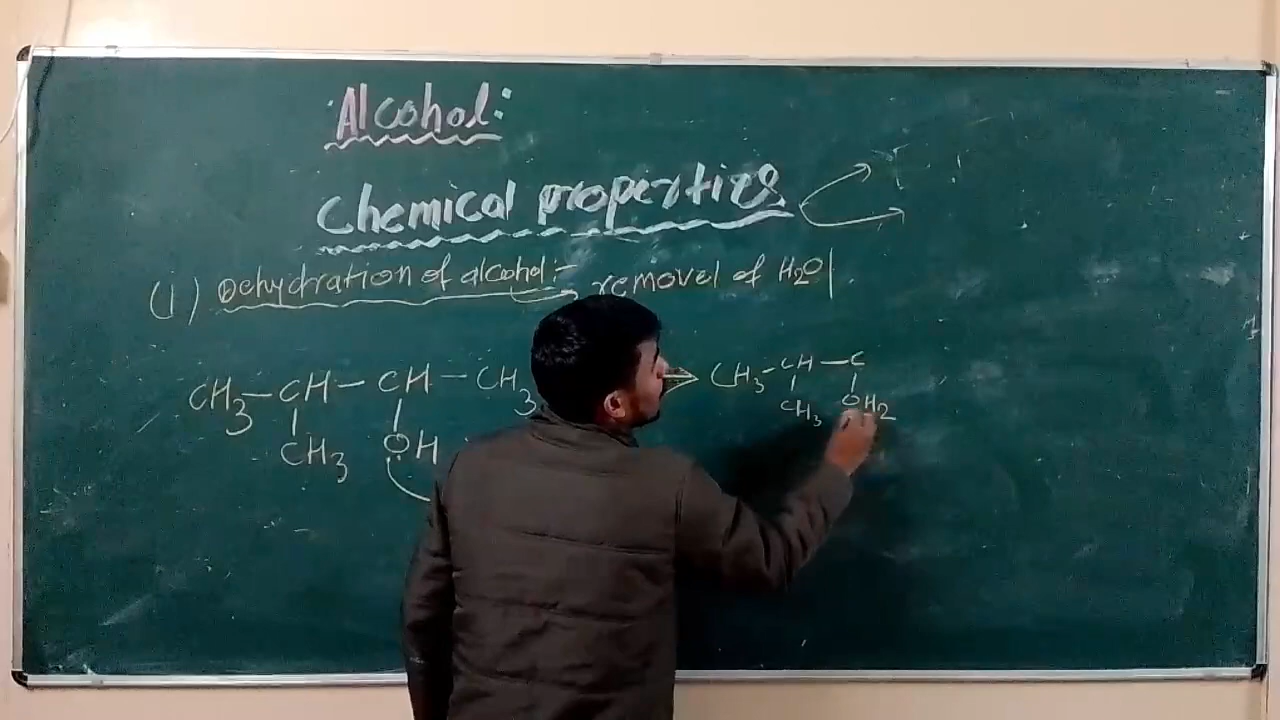 Alcohol:
Chemical properties
(1) Dehydration of alcohol:- removel of H2O
CH3-CH-CH-CH3 CH3-CH-C
CH3 OH CH3 OH2